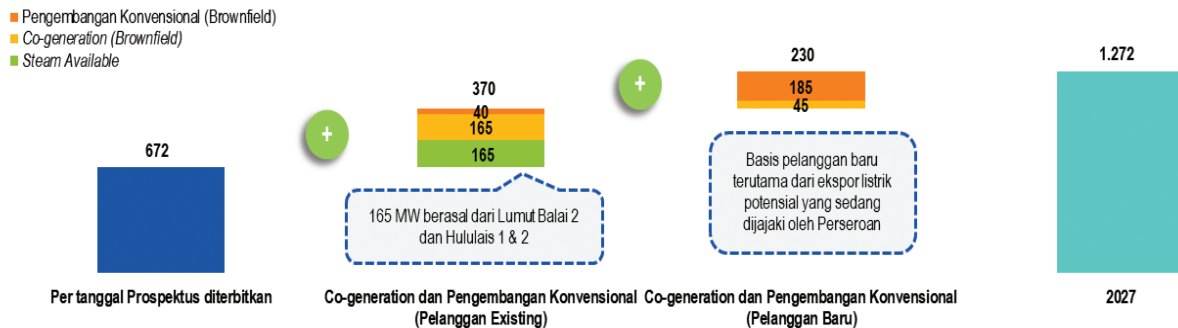 Pengembangan Konvensional (Brownfield)
Co-generation (Brownfield)
Steam Available
672
+
370
40
165
165
+
230
185
45
1.272
165 MW berasal dari Lumut Balai 2
dan Hululais 1 & 2
Basis pelanggan baru
terutama dari ekspor listrik
potensial yang sedang
dijajaki oleh Perseroan
Per tanggal Prospektus diterbitkan
Co-generation dan Pengembangan Konvensional
(Pelanggan Existing)
Co-generation dan Pengembangan Konvensional
(Pelanggan Baru)
2027